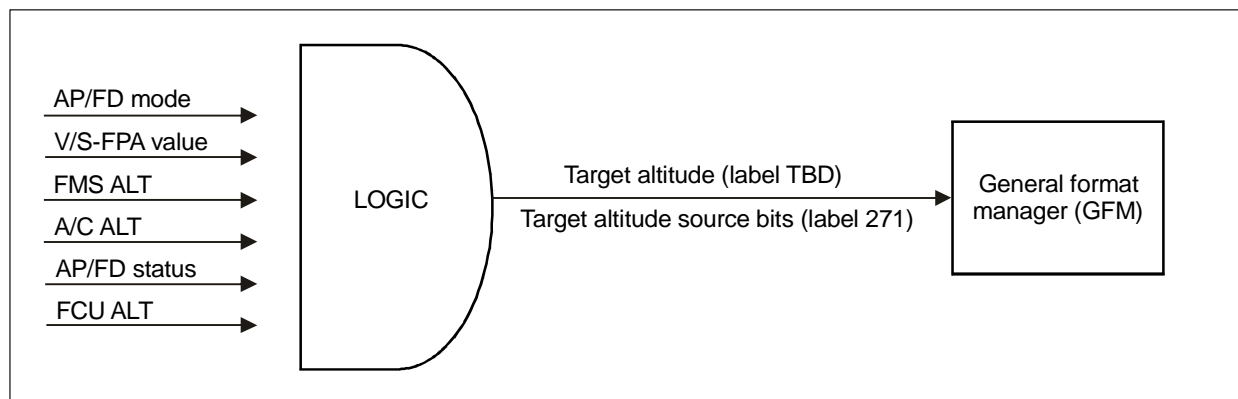 AP/FD mode
V/S-FPA value
FMS ALT
A/C ALT
AP/FD status
FCU ALT
LOGIC
Target altitude (label TBD)
Target altitude source bits (label 271)
General format
manager (GFM)